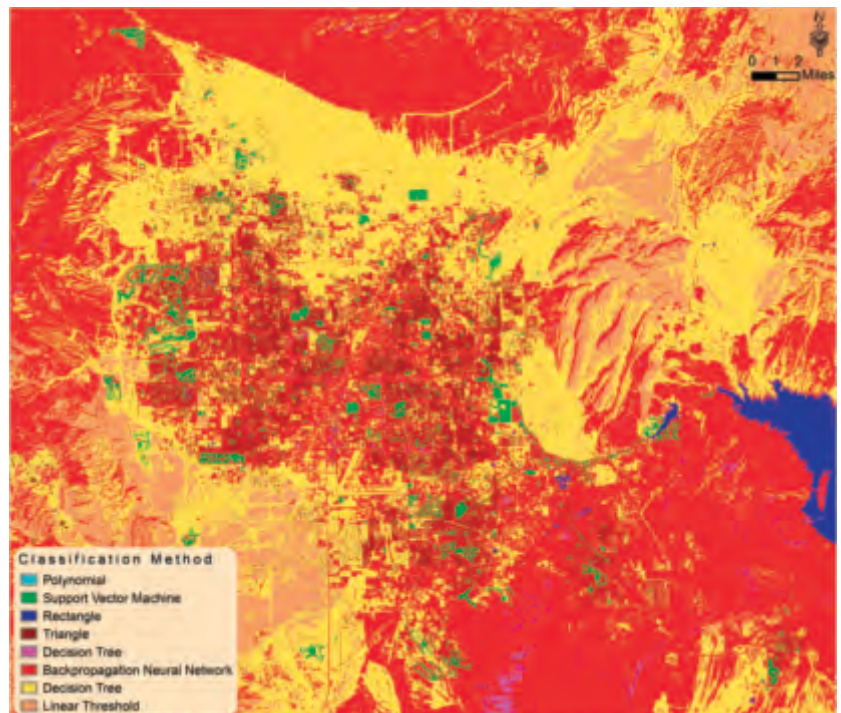 N
0 1 2
Miles
Classification Method
Polynomial
Support Vector Machine
Rectangle
Triangle
Decision Tree
Backpropagation Neural Network
Decision Tree
Linear Threshold